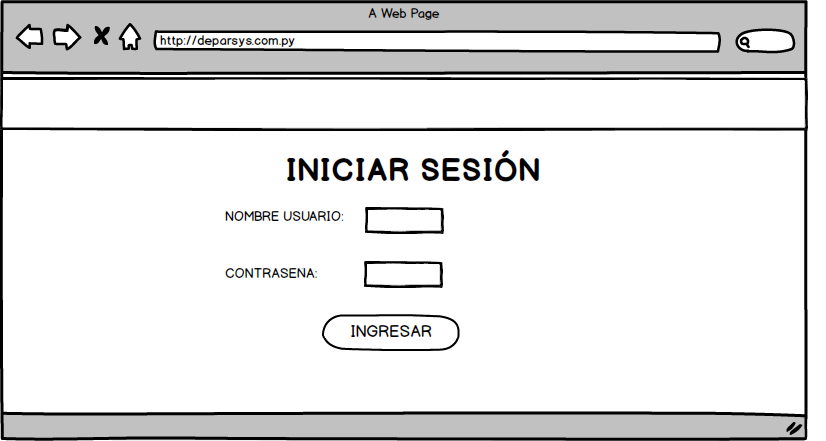 A Web Page
http://deparsys.com.py
INICIAR SESIÓN
NOMBRE USUARIO:
CONTRASENA:
INGRESAR